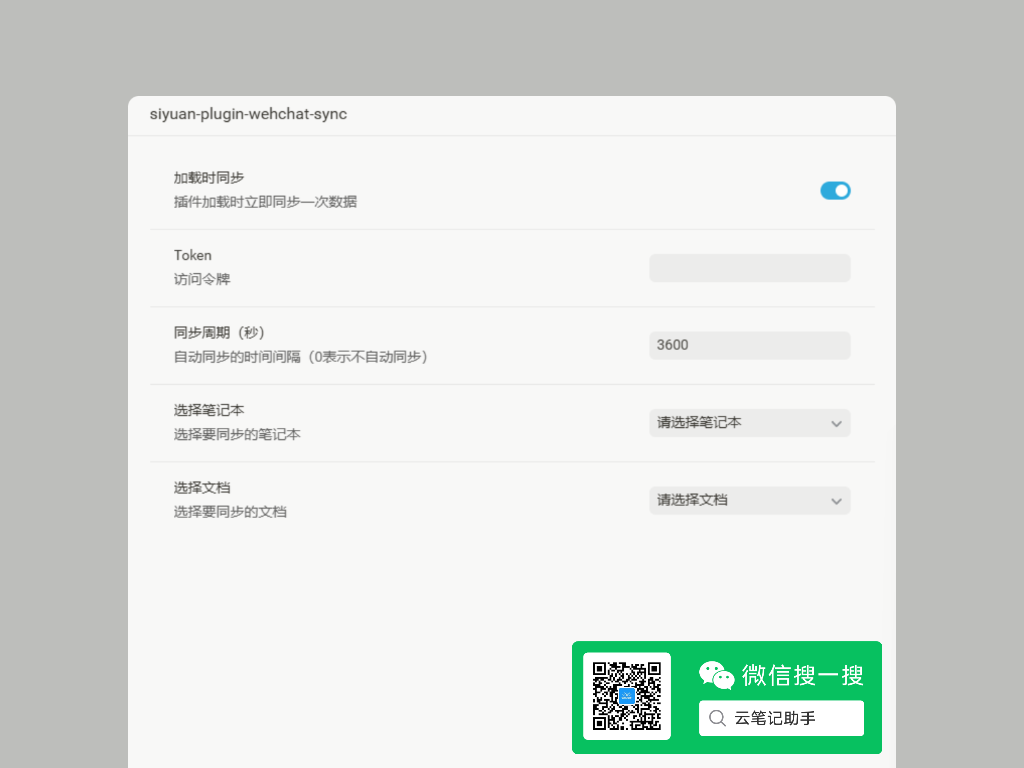 siyuan-plugin-wehchat-sync
加载时同步
插件加载时立即同步一次数据
Token
访问令牌
同步周期（秒）
自动同步的时间间隔（0表示不自动同步）
3600
选择笔记本
选择要同步的笔记本
请选择笔记本
选择文档
选择要同步的文档
请选择文档
微信搜一搜
云笔记助手